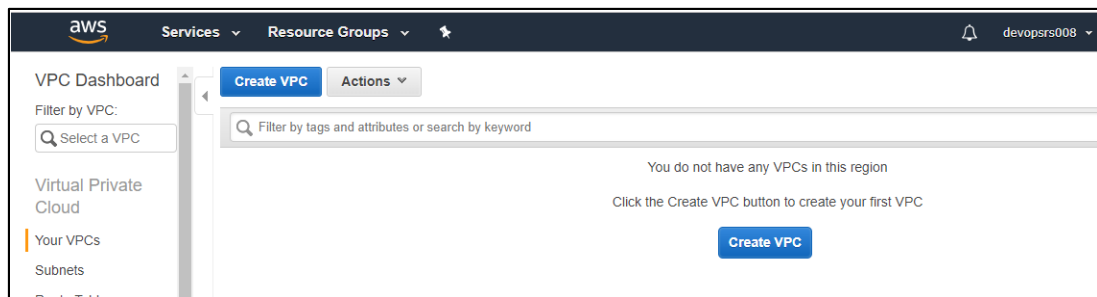 aws Services Resource Groups devopsrs008
VPC Dashboard
Filter by VPC:
Select a VPC
Virtual Private
Cloud
Your VPCs
Subnets
Create VPC Actions
Filter by tags and attributes or search by keyword
You do not have any VPCs in this region
Click the Create VPC button to create your first VPC
Create VPC